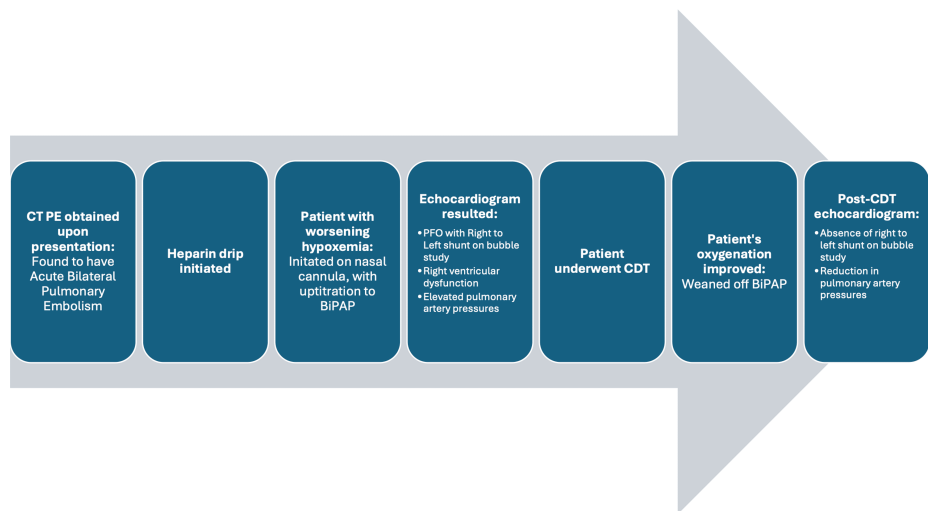 CT PE obtained
upon
presentation:
Found to have
Acute Bilateral
Pulmonary
Embolism
Heparin drip
initiated
Patient with
worsening
hypoxemia:
Initated on nasal
cannula, with
uptitration to
BiPAP
Echocardiogram
resulted:
•PFO with Right to
Left shunt on bubble
study
•Right ventricular
dysfunction
•Elevated pulmonary
artery pressures
Patient
underwent CDT
Patient's
oxygenation
improved:
Weaned off BiPAP
Post-CDT
echocardiogram:
•Absence of right to
left shunt on bubble
study
•Reduction in
pulmonary artery
pressures